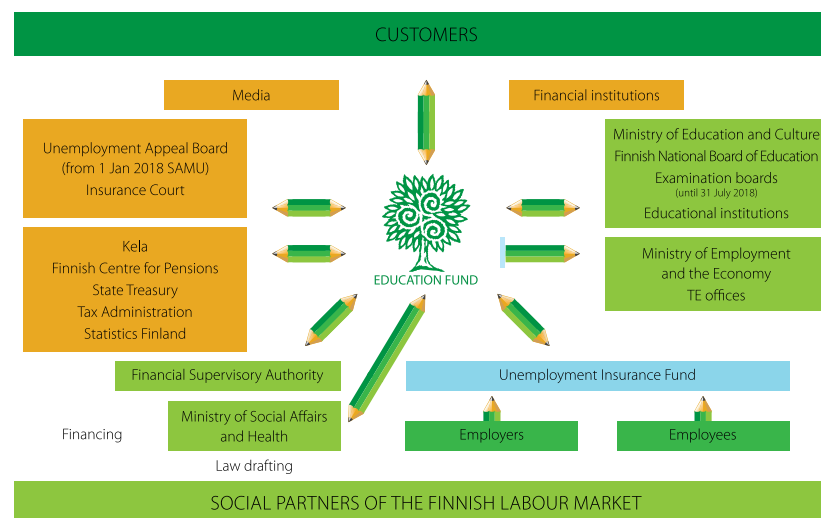 CUSTOMERS
Media
Financial institutions
Unemployment Appeal Board
(from 1 Jan 2018 SAMU)
Insurance Court
Ministry of Education and Culture
Finnish National Board of Education
Examination boards
(until 31 July 2018)
Educational institutions
Kela
Finnish Centre for Pensions
State Treasury
Tax Administration
Statistics Finland
EDUCATION FUND
Ministry of Employment
and the Economy
TE offices
Financial Supervisory Authority
Unemployment Insurance Fund
Financing
Ministry of Social Affairs
and Health
Employers
Employees
Law drafting
SOCIAL PARTNERS OF THE FINNISH LABOUR MARKET